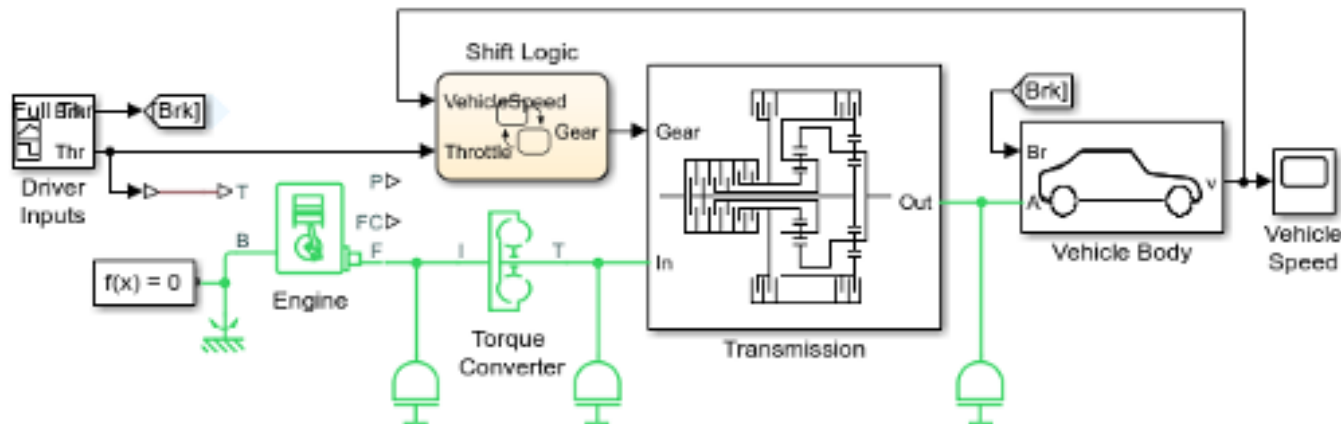 Shift Logic
[Brk]
Thr
Driver
Inputs
T
VehicleSpeed
Throttle
Gear
P
FC
B
F
Engine
f(x) = 0
I
T
Torque
Converter
Gear
In
Out
Transmission
[Brk]
Br
A
v
Vehicle Body
Vehicle
Speed